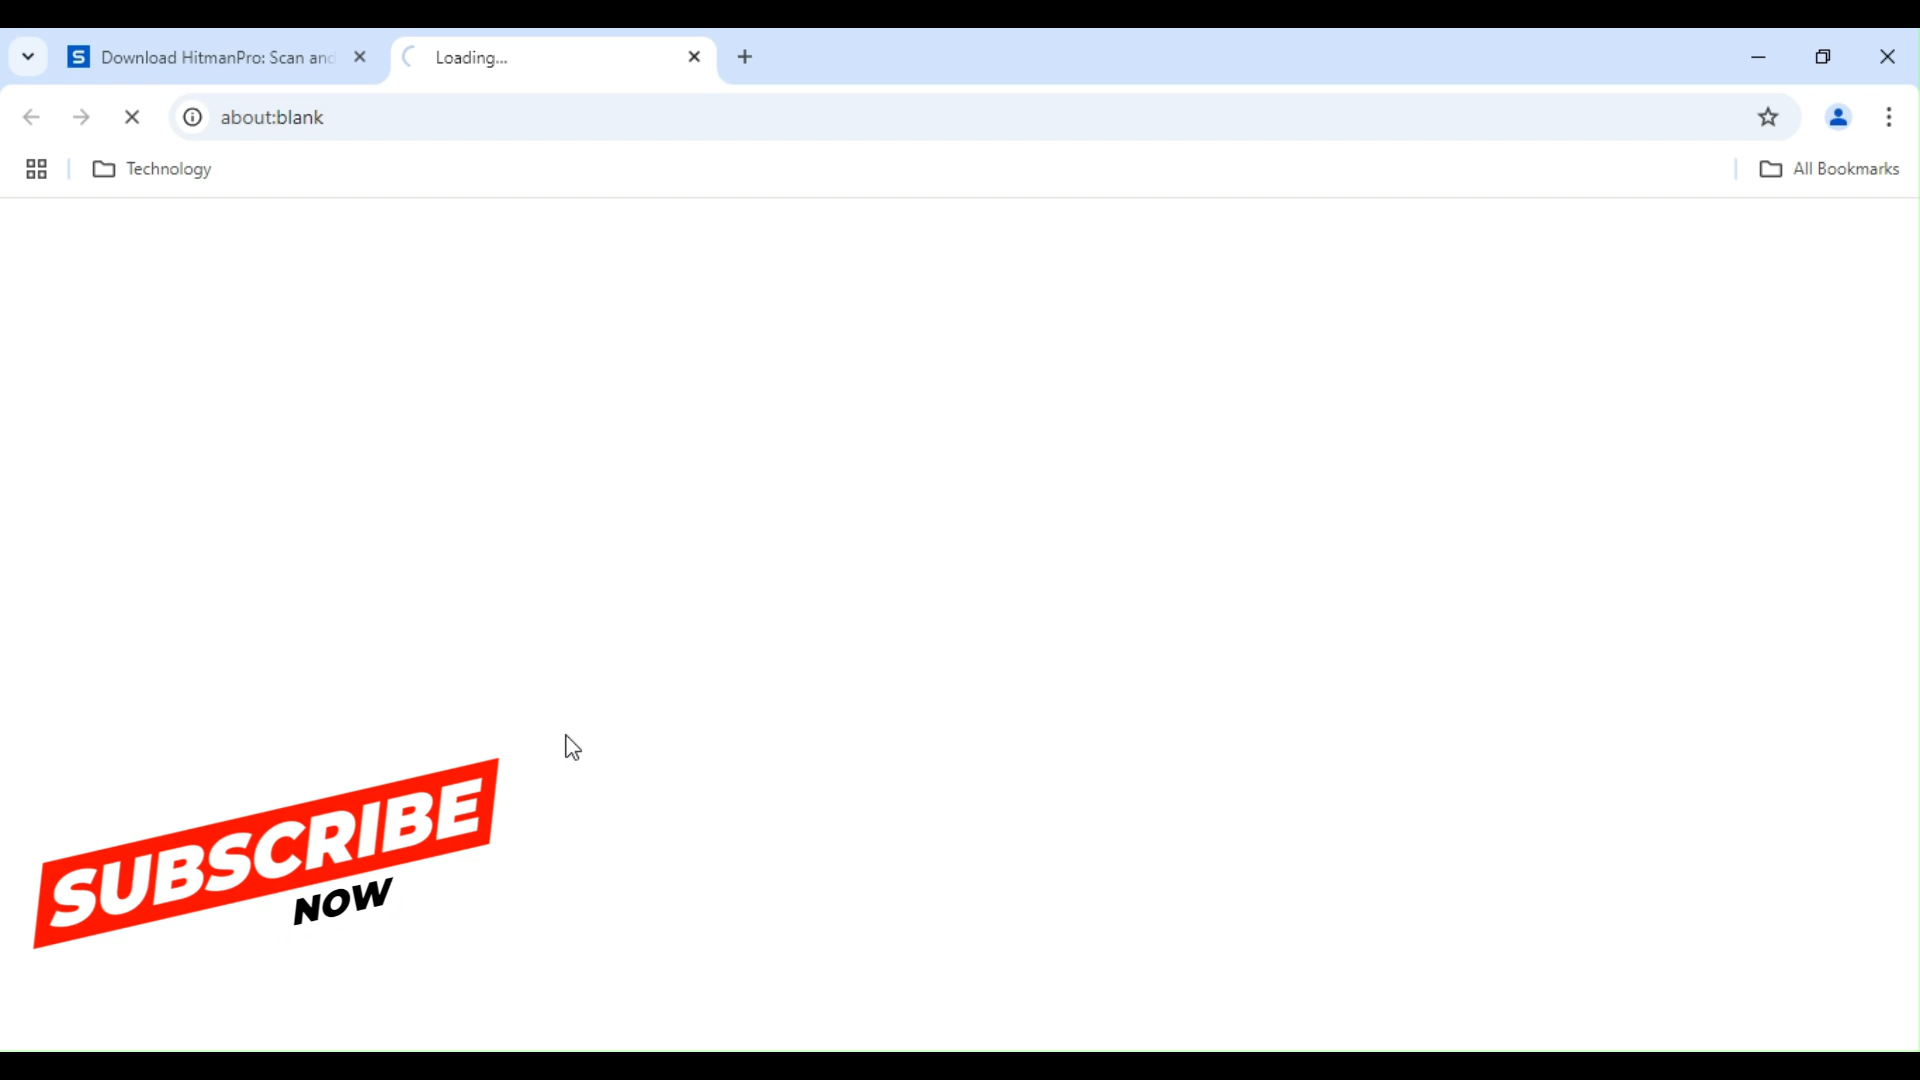 S Download HitmanPro: Scan and
Loading...
about:blank
Technology
All Bookmarks
SUBSCRIBE
NOW